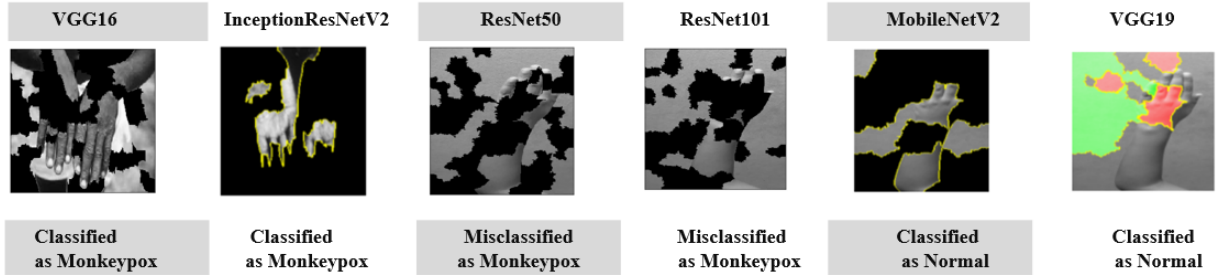 VGG16
InceptionResNetV2
ResNet50
ResNet101
MobileNetV2
VGG19
Classified
as Monkeypox
Classified
as Monkeypox
Misclassified
as Monkeypox
Misclassified
as Monkeypox
Classified
as Normal
Classified
as Normal